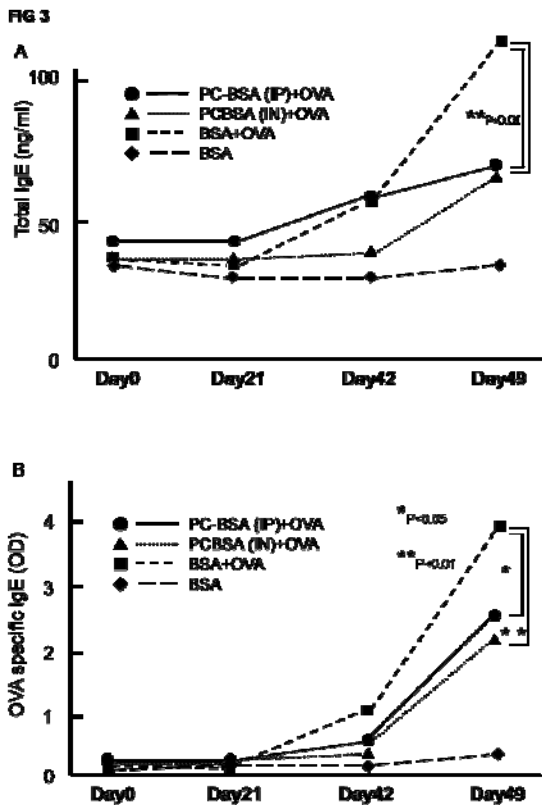 FIG 3
A
Total IgE (ng/ml)
100
50
0
PC-BSA (IP)+OVA
PCBSA (IN)+OVA
BSA+OVA
BSA
Day0 Day21 Day42 Day49
B
OVA specific IgE (OD)
4
3
2
1
0
PC-BSA (IP)+OVA
PCBSA (IN)+OVA
BSA+OVA
BSA
*P<0.05
**P<0.01
*
**
Day0 Day21 Day42 Day49